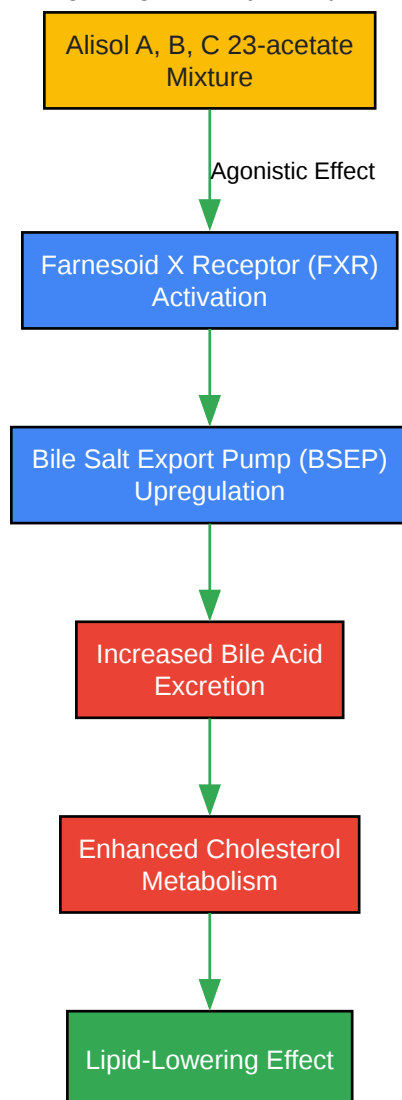 Alisol A, B, C 23-acetate
Mixture
Agonistic Effect
Farnesoid X Receptor (FXR)
Activation
Bile Salt Export Pump (BSEP)
Upregulation
Increased Bile Acid
Excretion
Enhanced Cholesterol
Metabolism
Lipid-Lowering Effect